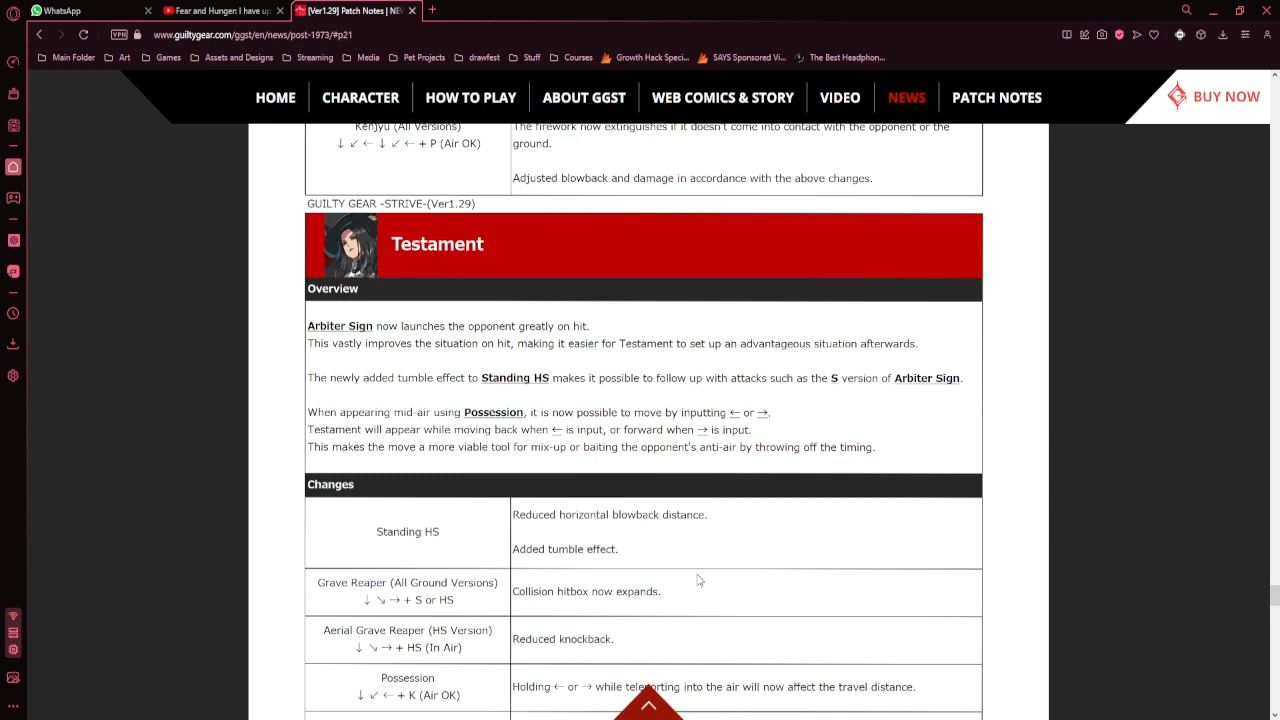 WhatsApp
Fear and Hunger: I have up
[Ver1.29] Patch Notes | NEW
VPN
www.guiltygear.com/ggst/en/news/post-1973/#p21
Main Folder
Art
Games
Assets and Designs
Streaming
Media
Pet Projects
drawfest
Stuff
Courses
Growth Hack Speci...
SAYS Sponsored Vi...
The Best Headphon...
HOME
CHARACTER
HOW TO PLAY
ABOUT GGST
WEB COMICS & STORY
VIDEO
NEWS
PATCH NOTES
BUY NOW
Kenjyu (All Versions)
↓ ↙ ← ↓ ↙ ← + P (Air OK)
The firework now extinguishes if it doesn't come into contact with the opponent or the
ground.
Adjusted blowback and damage in accordance with the above changes.
GUILTY GEAR -STRIVE-(Ver1.29)
Testament
Overview
Arbiter Sign now launches the opponent greatly on hit.
This vastly improves the situation on hit, making it easier for Testament to set up an advantageous situation afterwards.
The newly added tumble effect to Standing HS makes it possible to follow up with attacks such as the S version of Arbiter Sign.
When appearing mid-air using Possession, it is now possible to move by inputting ← or →.
Testament will appear while moving back when ← is input, or forward when → is input.
This makes the move a more viable tool for mix-up or baiting the opponent's anti-air by throwing off the timing.
Changes
Standing HS
Reduced horizontal blowback distance.
Added tumble effect.
Grave Reaper (All Ground Versions)
↓ ↘ → + S or HS
Collision hitbox now expands.
Aerial Grave Reaper (HS Version)
↓ ↘ → + HS (In Air)
Reduced knockback.
Possession
↓ ↙ ← + K (Air OK)
Holding ← or → while teleporting into the air will now affect the travel distance.